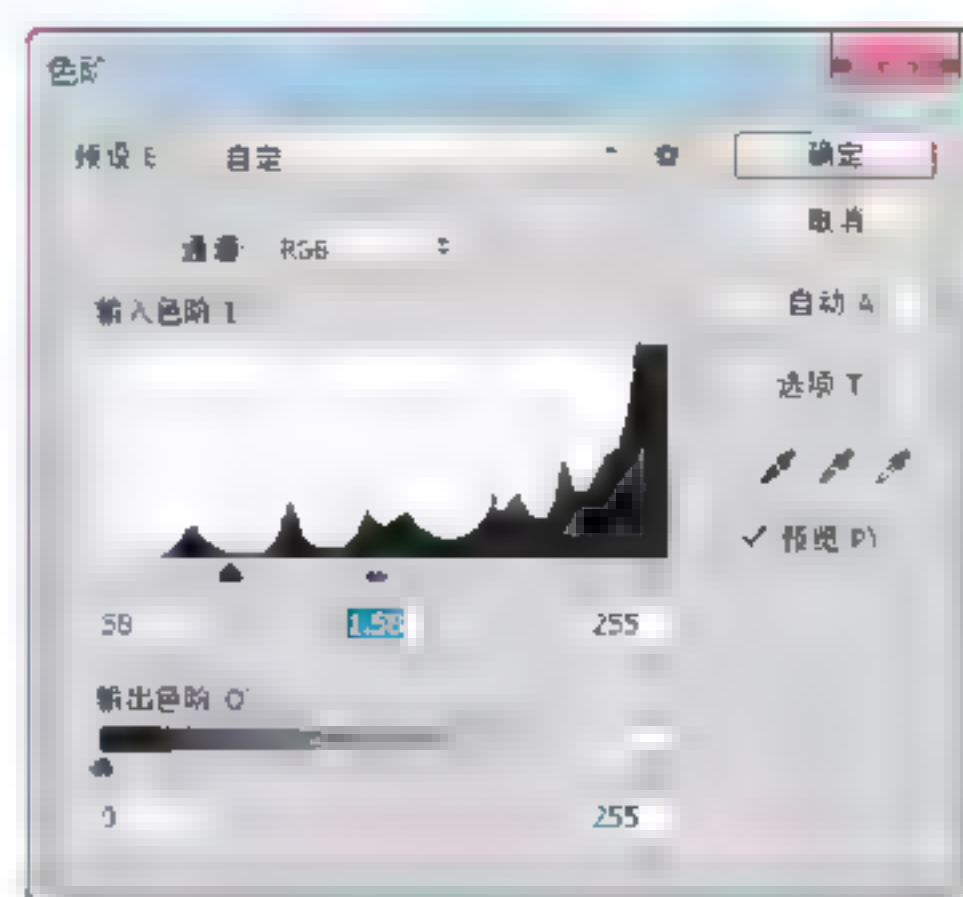 色阶
预设 E 自定 确定
取消
通道 RGB
输入色阶 I 自动 A
选项 T
✓ 预览 P)
58 1.58 255
输出色阶 O
0 255